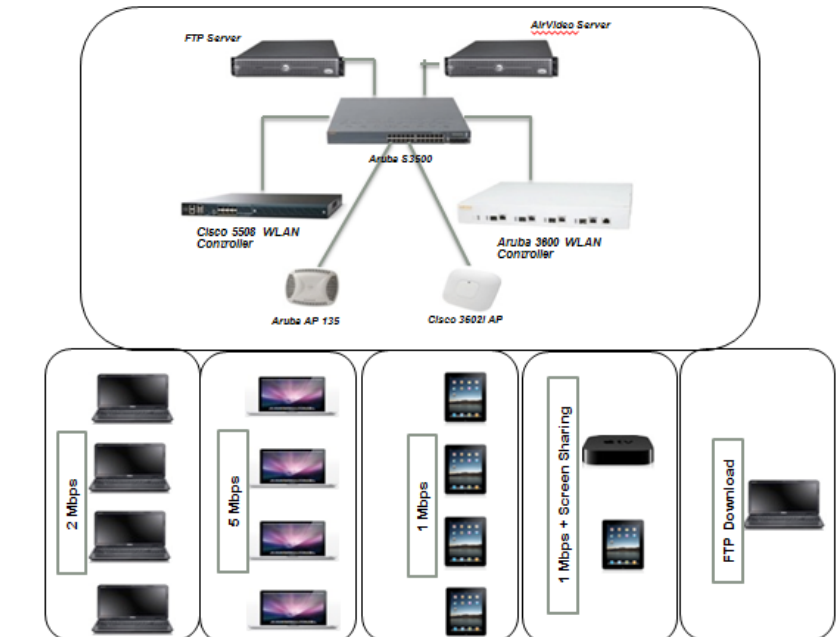 FTP Server
AirVideo Server
Aruba S3500
Cisco 5508 WLAN
Controller
Aruba 3600 WLAN
Controller
Aruba AP 135
Cisco 3602I AP
2 Mbps
5 Mbps
1 Mbps
1 Mbps + Screen Sharing
FTP Download